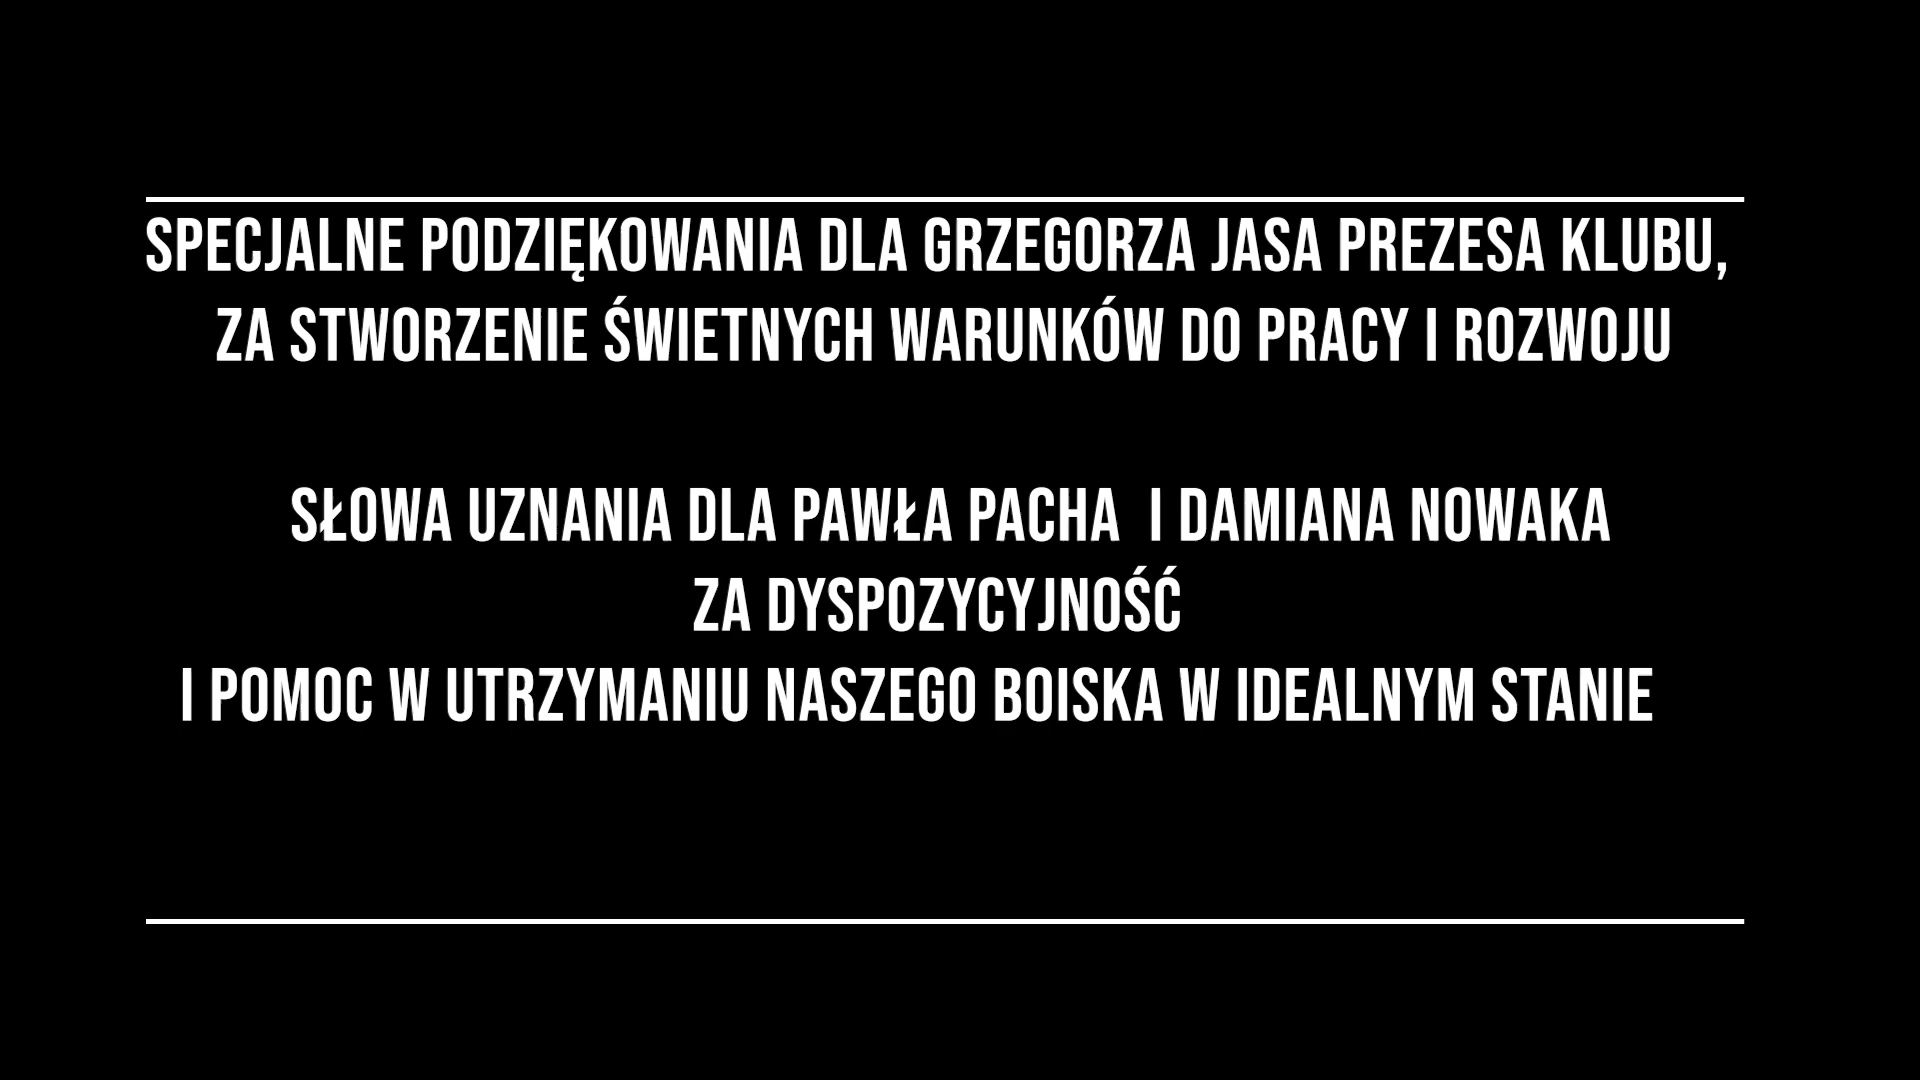 SPECJALNE PODZIĘKOWANIA DLA GRZEGORZA JASA PREZESA KLUBU,
ZA STWORZENIE ŚWIETNYCH WARUNKÓW DO PRACY I ROZWOJU
SŁOWA UZNANIA DLA PAWŁA PACHA  I DAMIANA NOWAKA
ZA DYSPOZYCYJNOŚĆ
I POMOC W UTRZYMANIU NASZEGO BOISKA W IDEALNYM STANIE